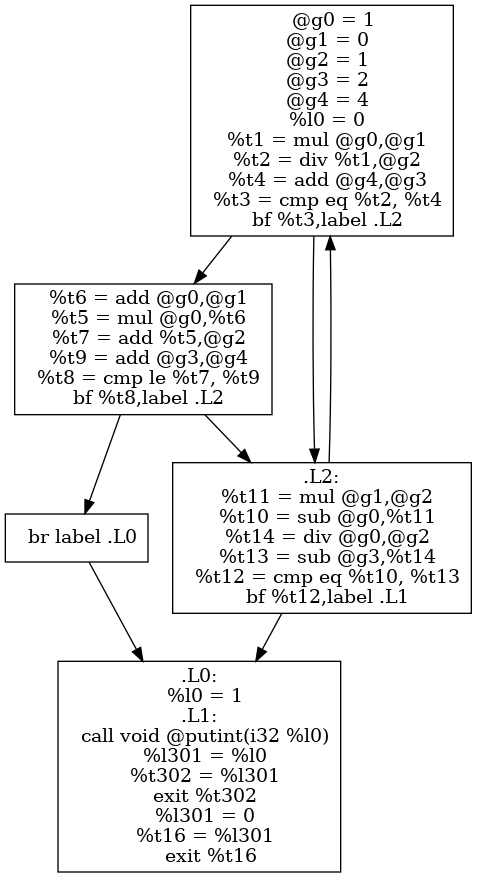 @g0 = 1
@g1 = 0
@g2 = 1
@g3 = 2
@g4 = 4
%l0 = 0
%t1 = mul @g0,@g1
%t2 = div %t1,@g2
%t4 = add @g4,@g3
%t3 = cmp eq %t2, %t4
bf %t3,label .L2
%t6 = add @g0,@g1
%t5 = mul @g0,%t6
%t7 = add %t5,@g2
%t9 = add @g3,@g4
%t8 = cmp le %t7, %t9
bf %t8,label .L2
.L2:
%t11 = mul @g1,@g2
%t10 = sub @g0,%t11
%t14 = div @g0,@g2
%t13 = sub @g3,%t14
%t12 = cmp eq %t10, %t13
bf %t12,label .L1
br label .L0
.L0:
%l0 = 1
.L1:
call void @putint(i32 %l0)
%l301 = %l0
%t302 = %l301
exit %t302
%l301 = 0
%t16 = %l301
exit %t16